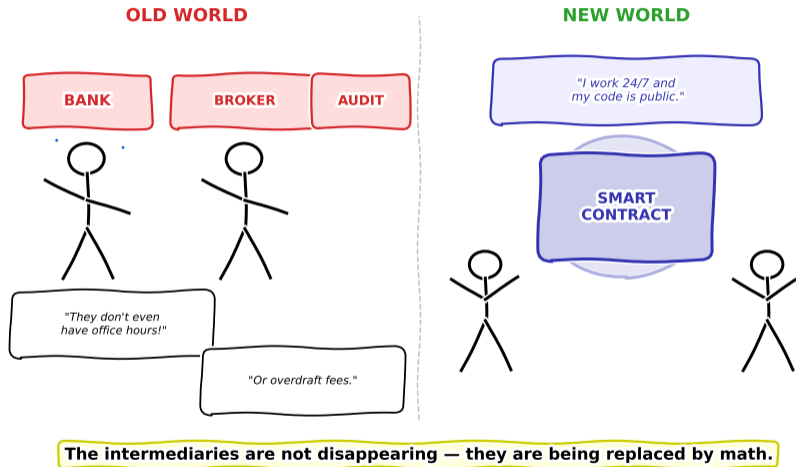 OLD WORLD
NEW WORLD
BANK
BROKER
AUDIT
"They don't even
have office hours!"
"Or overdraft fees."
"I work 24/7 and
my code is public."
SMART
CONTRACT
The intermediaries are not disappearing — they are being replaced by math.